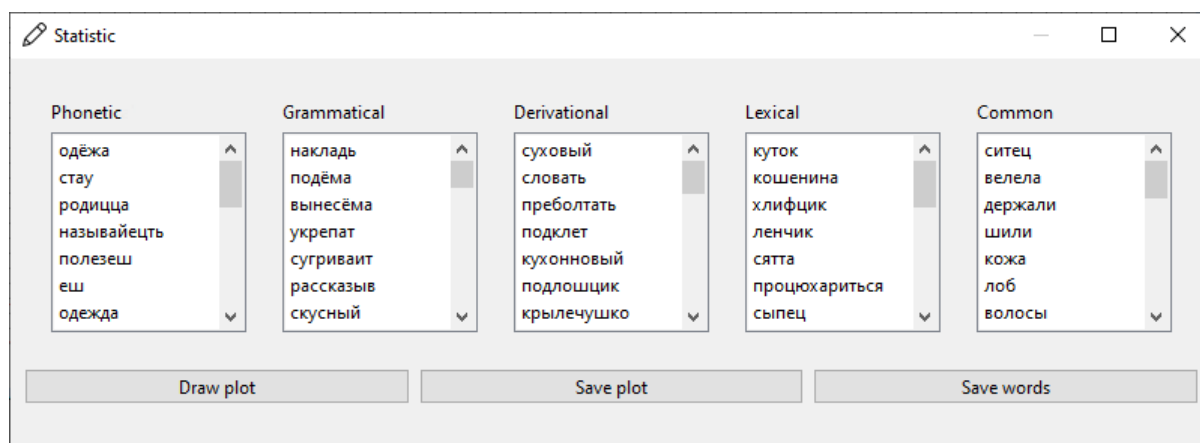 Statistic
Phonetic Grammatical Derivational Lexical Common
одёжа накладь суховый куток ситец
стау подёма словать кошенина велела
родицца вынесёма преболтать хлифцик держали
называйецть укрепат подклет ленчик шили
полезеш сугриваит кухонновый сятта кожа
еш рассказыв подлощик процюхариться лоб
одежда скусный крылечушко сыпец волосы
Draw plot Save plot Save words